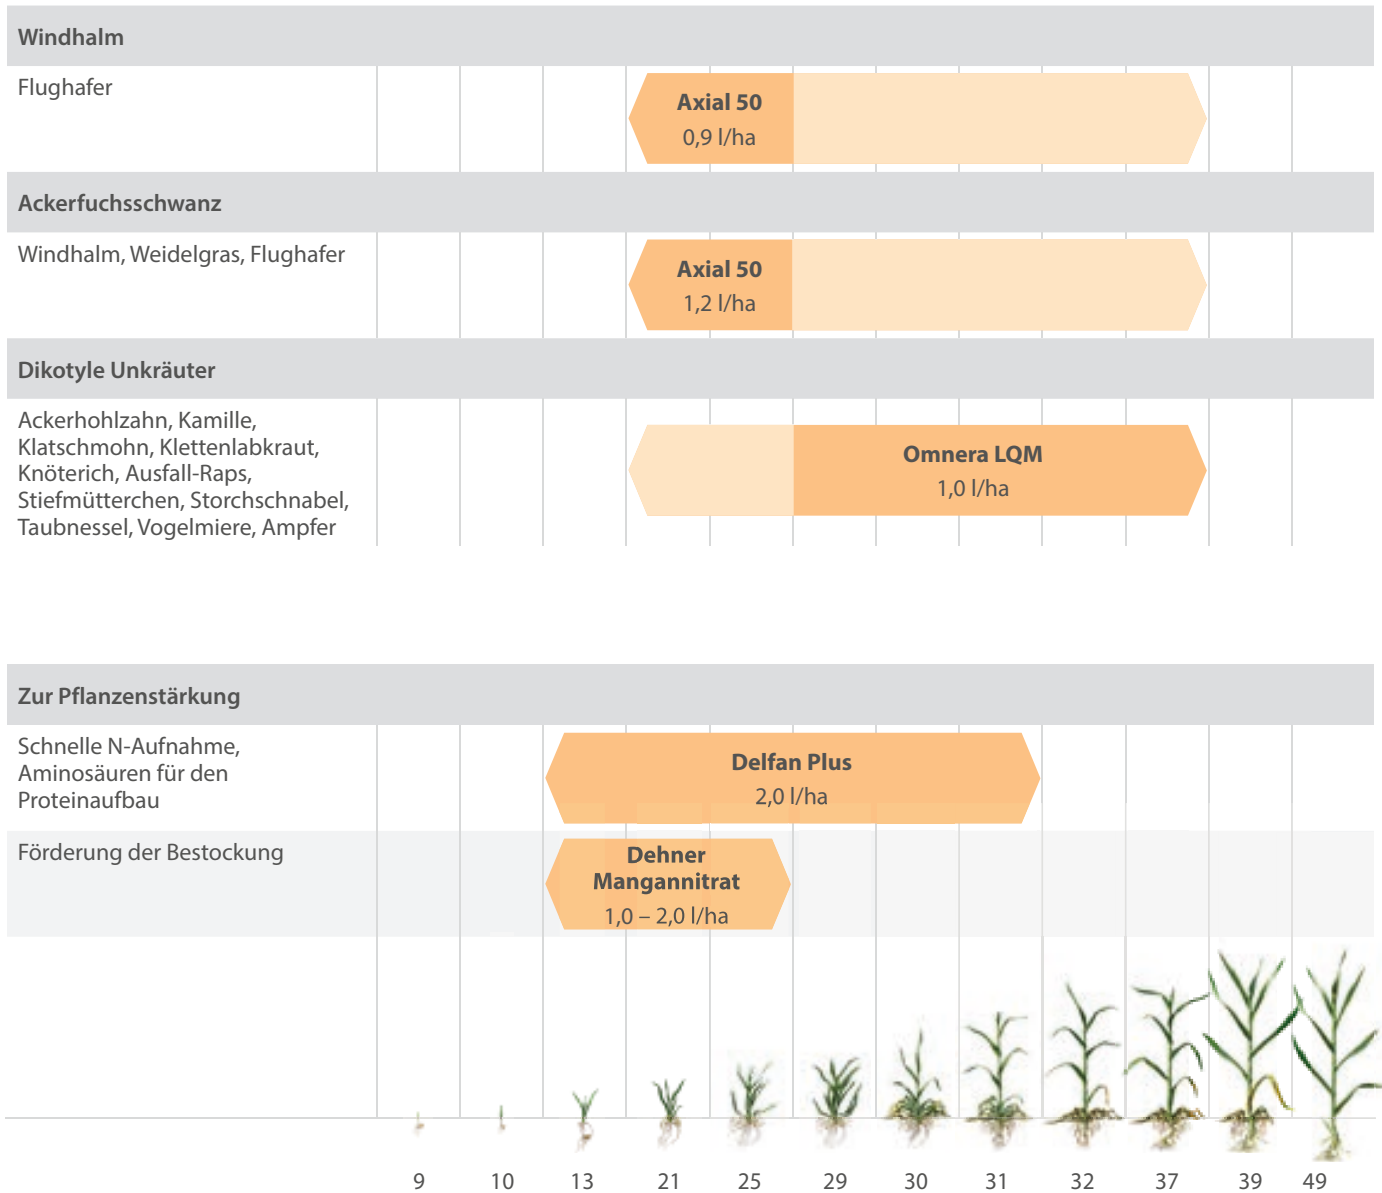 Windhalm
Flughafer
Axial 50
0,9 l/ha
Ackerfuchsschwanz
Windhalm, Weidelgras, Flughafer
Axial 50
1,2 l/ha
Dikotyle Unkräuter
Ackerhohlzahn, Kamille,
Klatschmohn, Klettenlabkraut,
Knöterich, Ausfall-Raps,
Stiefmütterchen, Storchschnabel,
Taubnessel, Vogelmiere, Ampfer
Omnera LQM
1,0 l/ha
Zur Pflanzenstärkung
Schnelle N-Aufnahme,
Aminosäuren für den
Proteinaufbau
Delfan Plus
2,0 l/ha
Förderung der Bestockung
Dehner
Mangannitrat
1,0 – 2,0 l/ha
9 10 13 21 25 29 30 31 32 37 39 49